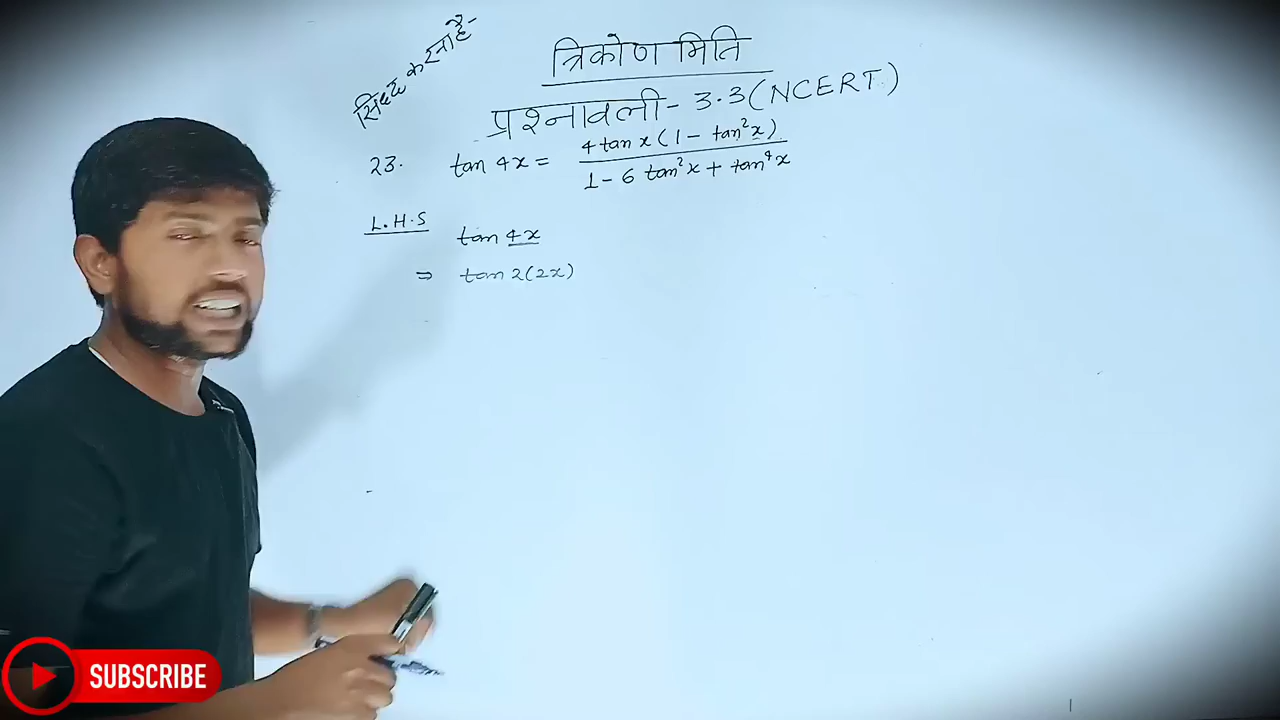 सिद्ध करना है-
त्रिकोण मिति
प्रश्नावली- 3.3 (NCERT)
23. tan 4x = 4 tan x (1 - tan²x) / 1 - 6 tan²x + tan⁴x
L.H.S tan 4x
⇒ tan 2(2x)
SUBSCRIBE